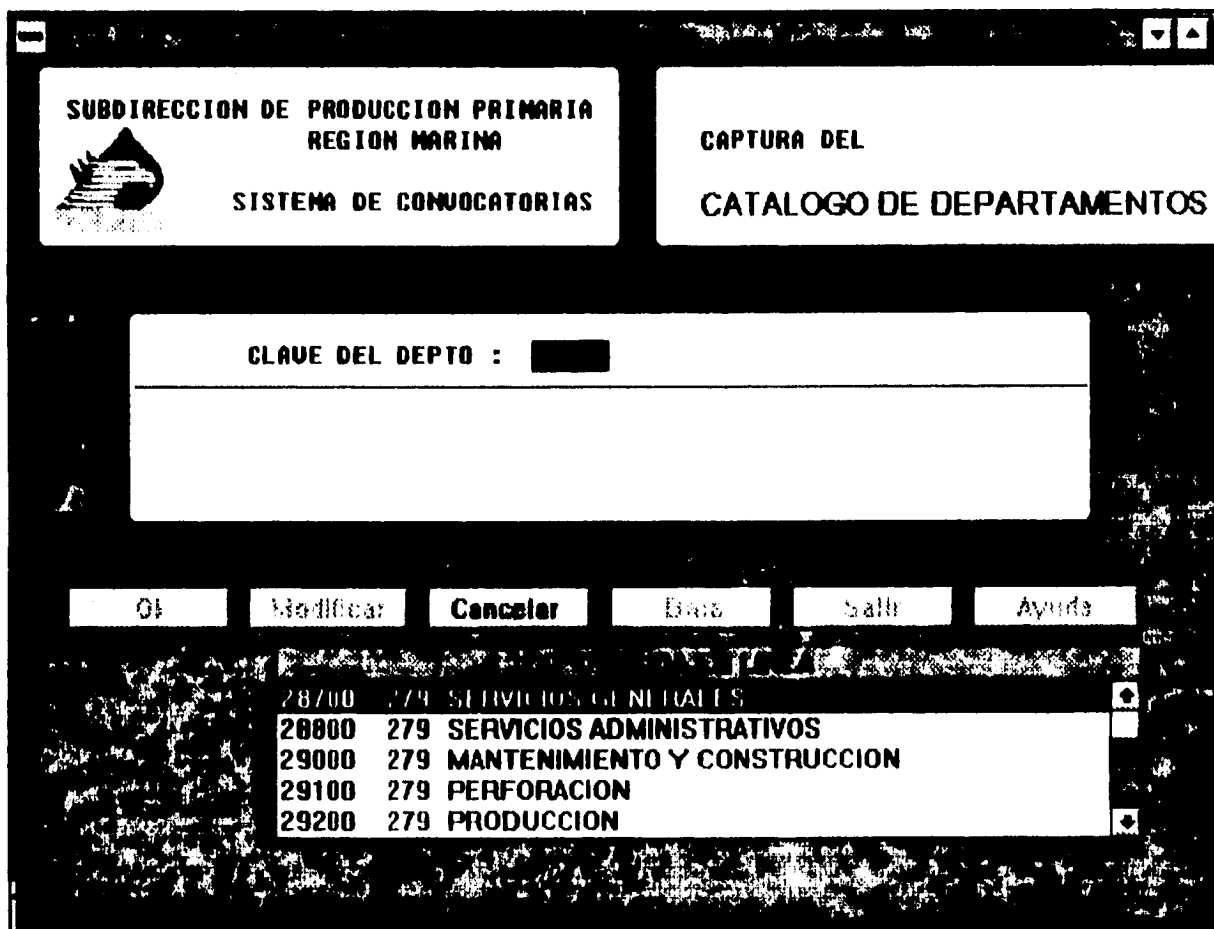 SUBDIRECCION DE PRODUCCION PRIMARIA
REGION MARINA
SISTEMA DE CONVOCATORIAS
CAPTURA DEL
CATALOGO DE DEPARTAMENTOS
CLAVE DEL DEPTO :
Ok Modificar Cancelar Baja Salir Ayuda
28700 279 SERVICIOS GENERALES
28800 279 SERVICIOS ADMINISTRATIVOS
29000 279 MANTENIMIENTO Y CONSTRUCCION
29100 279 PERFORACION
29200 279 PRODUCCION